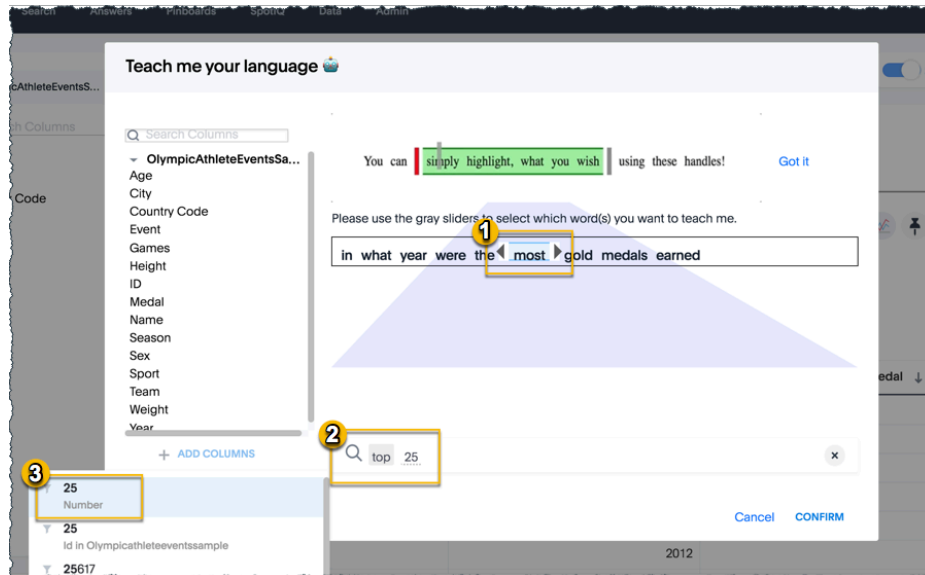 Search Answers Pinboards SpotIQ Data Admin
Teach me your language
cAthleteEventsS...
ch Columns
Code
Search Columns
OlympicAthleteEventsSa...
Age
City
Country Code
Event
Games
Height
ID
Medal
Name
Season
Sex
Sport
Team
Weight
Year
+ ADD COLUMNS
You can simply highlight, what you wish using these handles!
Got it
Please use the gray sliders to select which word(s) you want to teach me.
1
in what year were the most gold medals earned
edal ↓
2
top 25
×
3
25
Number
25
Id in Olympicathleteeventssample
25617
Cancel CONFIRM
2012